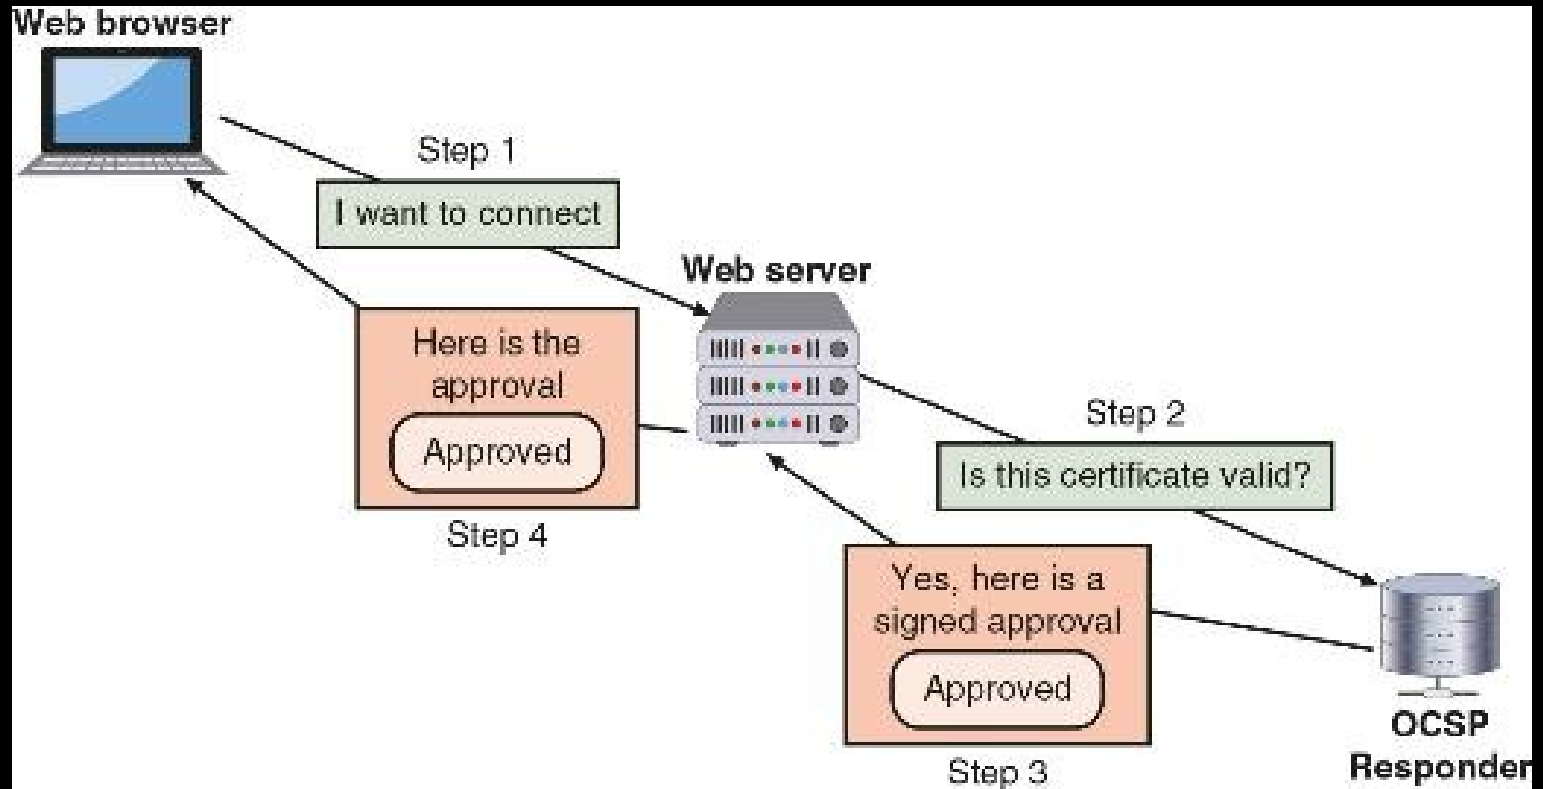 Web browser
Step 1
I want to connect
Web server
Here is the
approval
Approved
Step 4
Step 2
Is this certificate valid?
Yes, here is a
signed approval
Approved
Step 3
OCSP
Responder